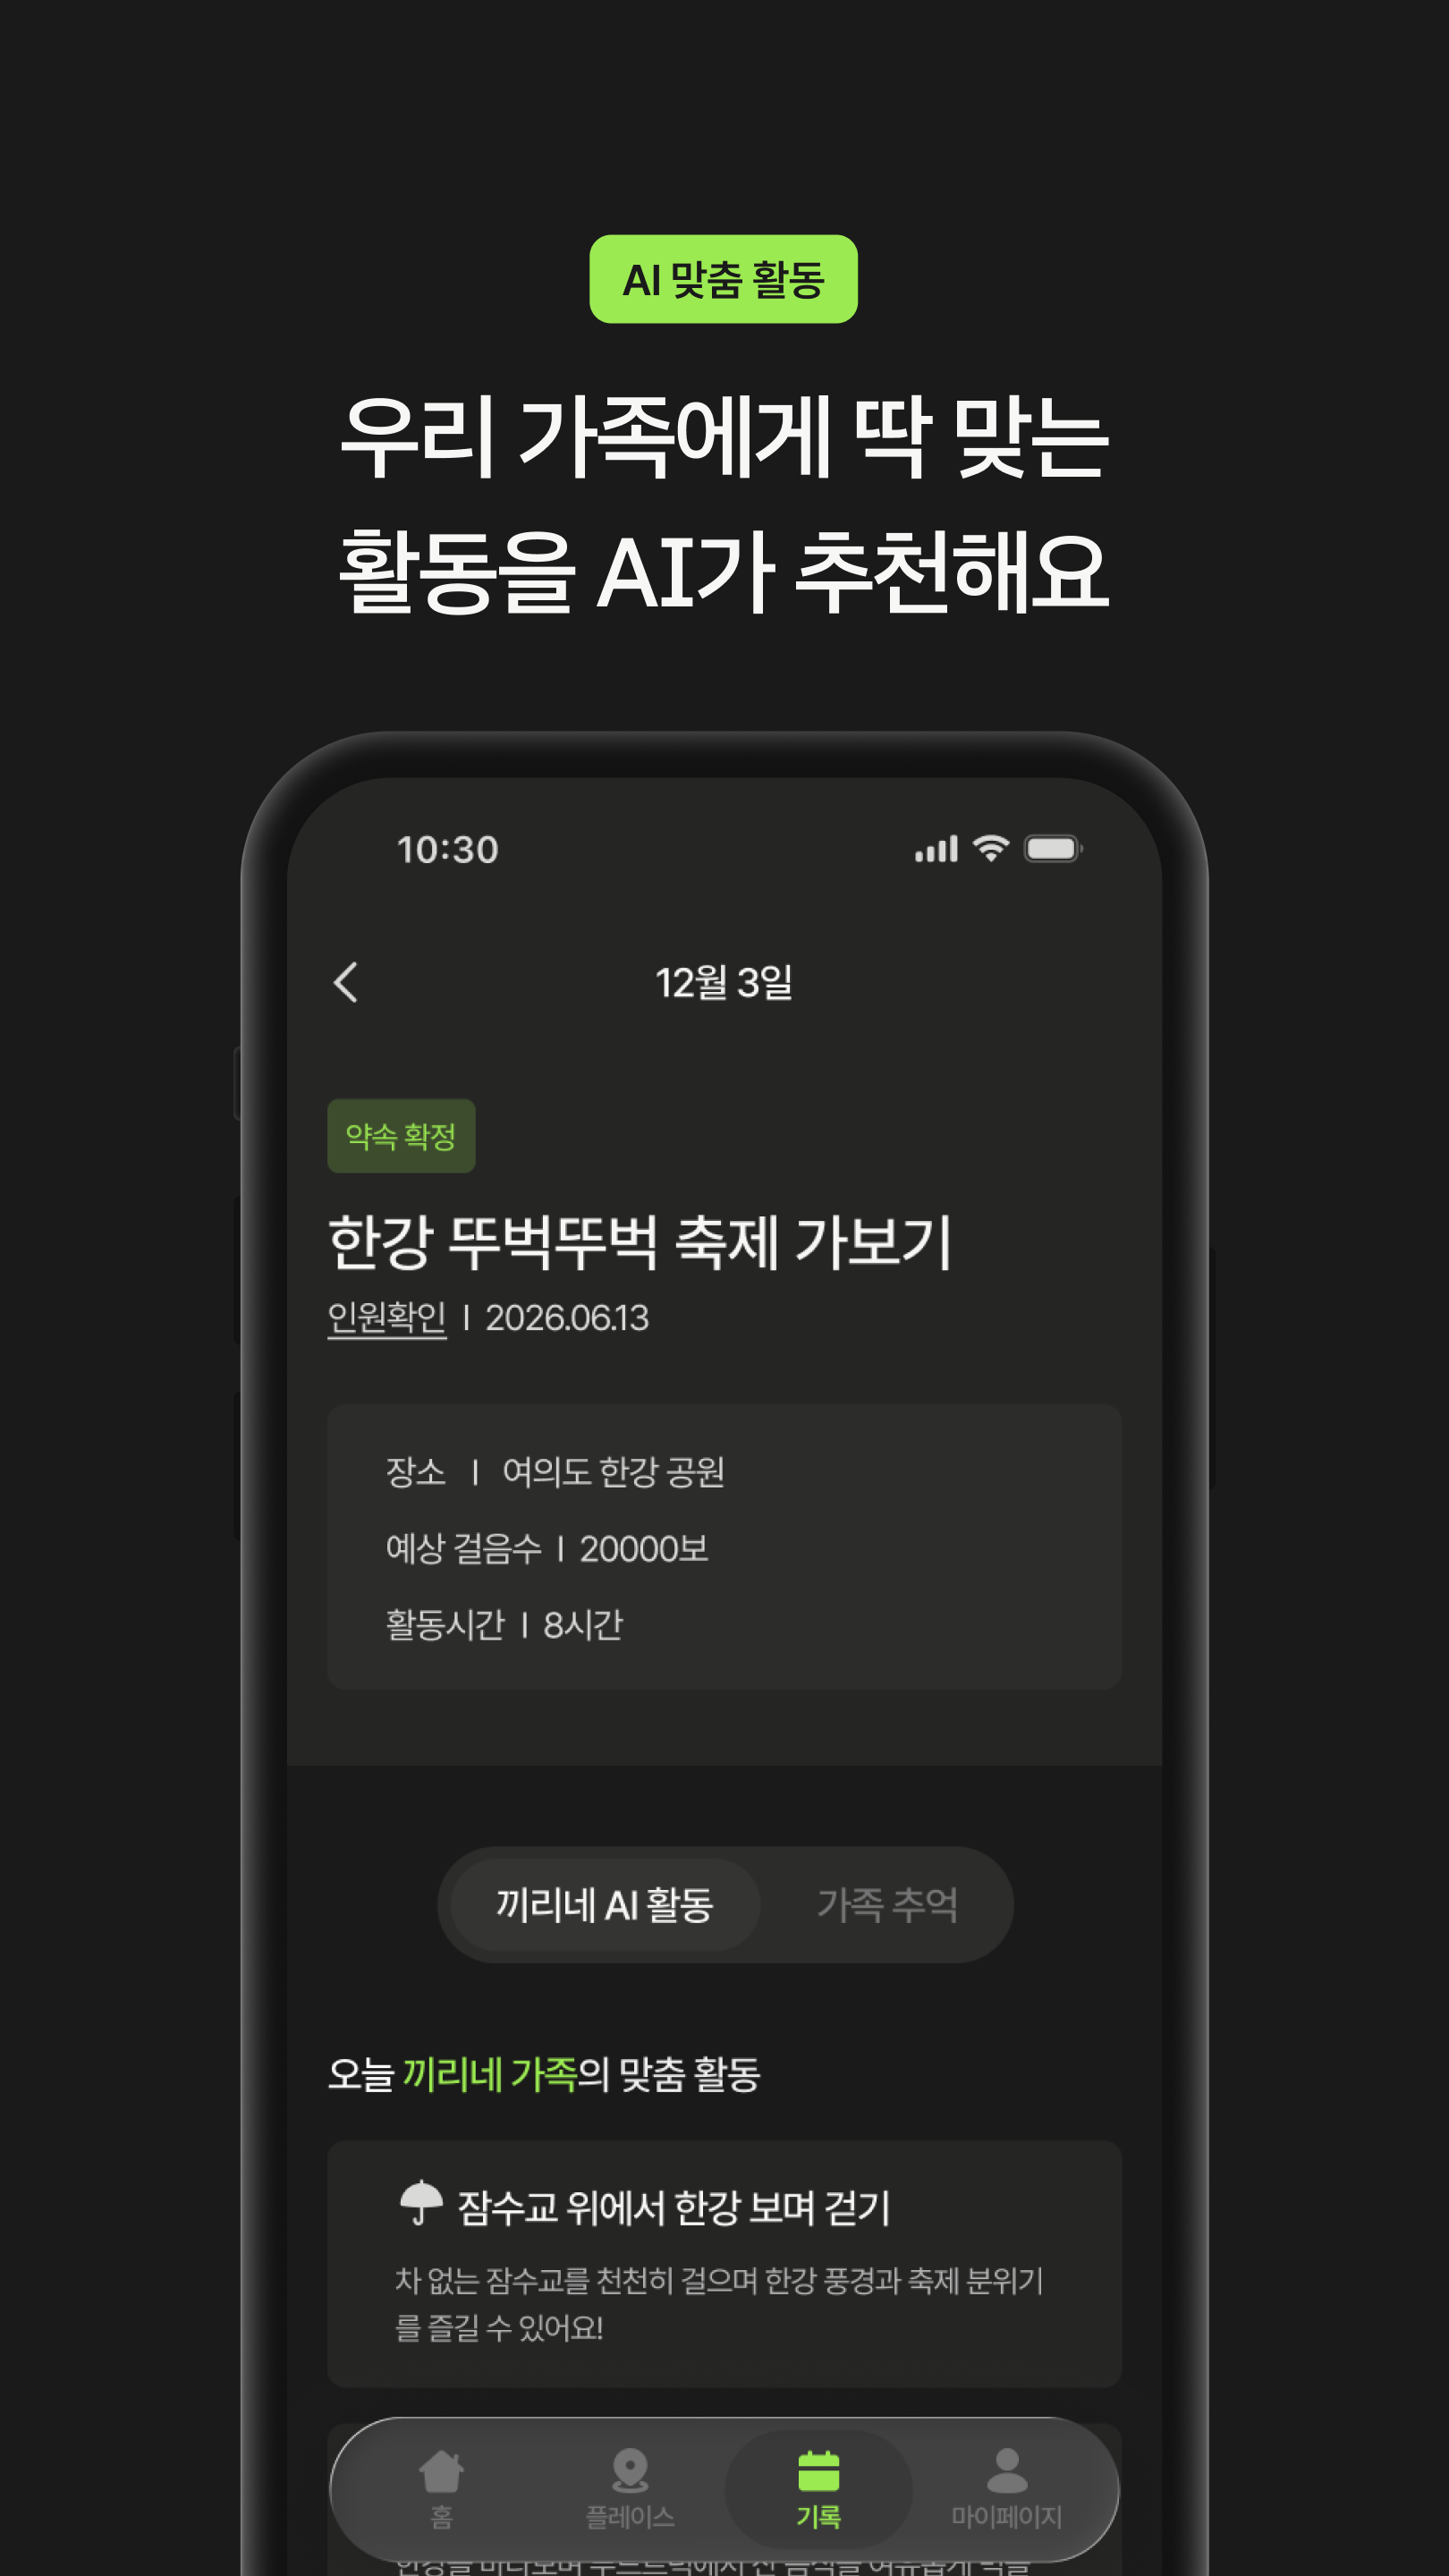 AI 맞춤 활동
우리 가족에게 딱 맞는
활동을 AI가 추천해요
10:30
12월 3일
약속 확정
한강 뚜벅뚜벅 축제 가보기
인원확인 | 2026.06.13
장소 | 여의도 한강 공원
예상 걸음수 | 20000보
활동시간 | 8시간
끼리네 AI 활동 가족 추억
오늘 끼리네 가족의 맞춤 활동
잠수교 위에서 한강 보며 걷기
차 없는 잠수교를 천천히 걸으며 한강 풍경과 축제 분위기
를 즐길 수 있어요!
홈 플레이스 기록 마이페이지